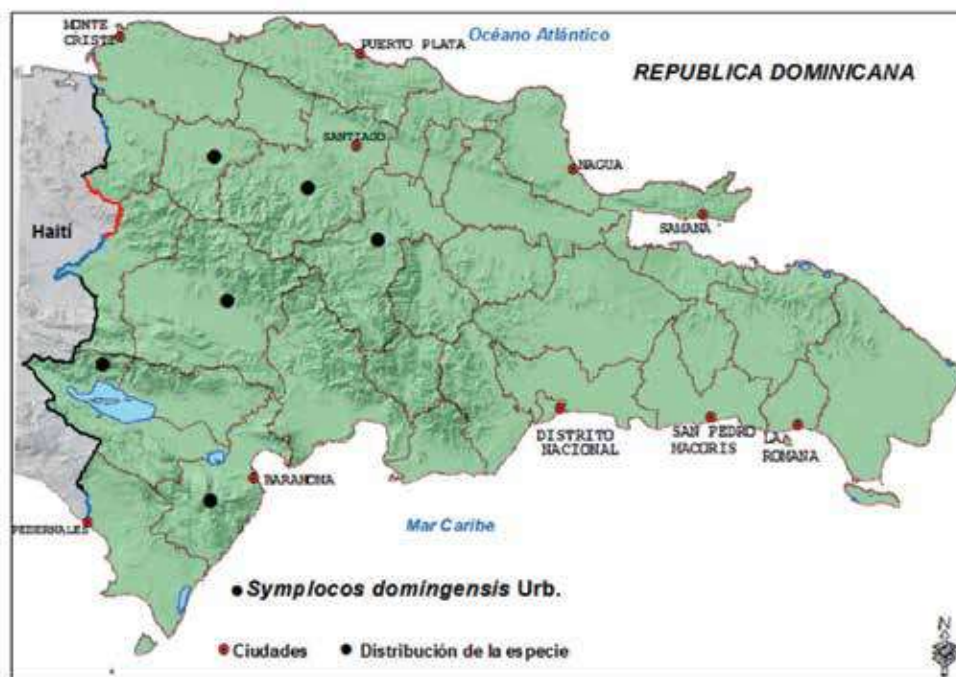 MONTE
CRISTI
PUERTO PLATA
Océano Atlántico
REPUBLICA DOMINICANA
SANTIAGO
NAGUA
SAMANA
Haití
DISTRITO
NACIONAL
SAN PEDRO
MACORIS
LA
ROMANA
BARAHONA
PEDERNALES
Mar Caribe
Symplocos domingensis Urb.
Ciudades
Distribución de la especie
N